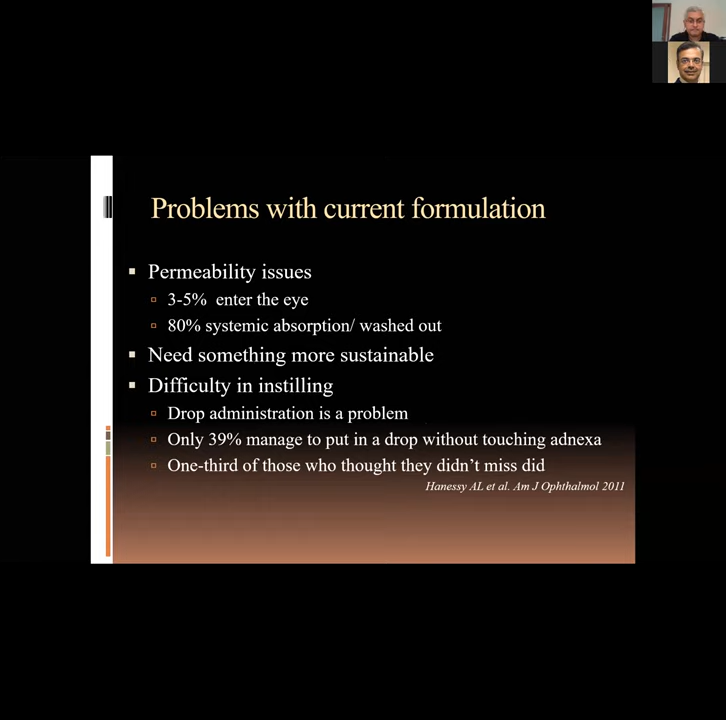 Problems with current formulation
Permeability issues
3-5% enter the eye
80% systemic absorption/ washed out
Need something more sustainable
Difficulty in instilling
Drop administration is a problem
Only 39% manage to put in a drop without touching adnexa
One-third of those who thought they didn't miss did
Hanessy AL et al. Am J Ophthalmol 2011